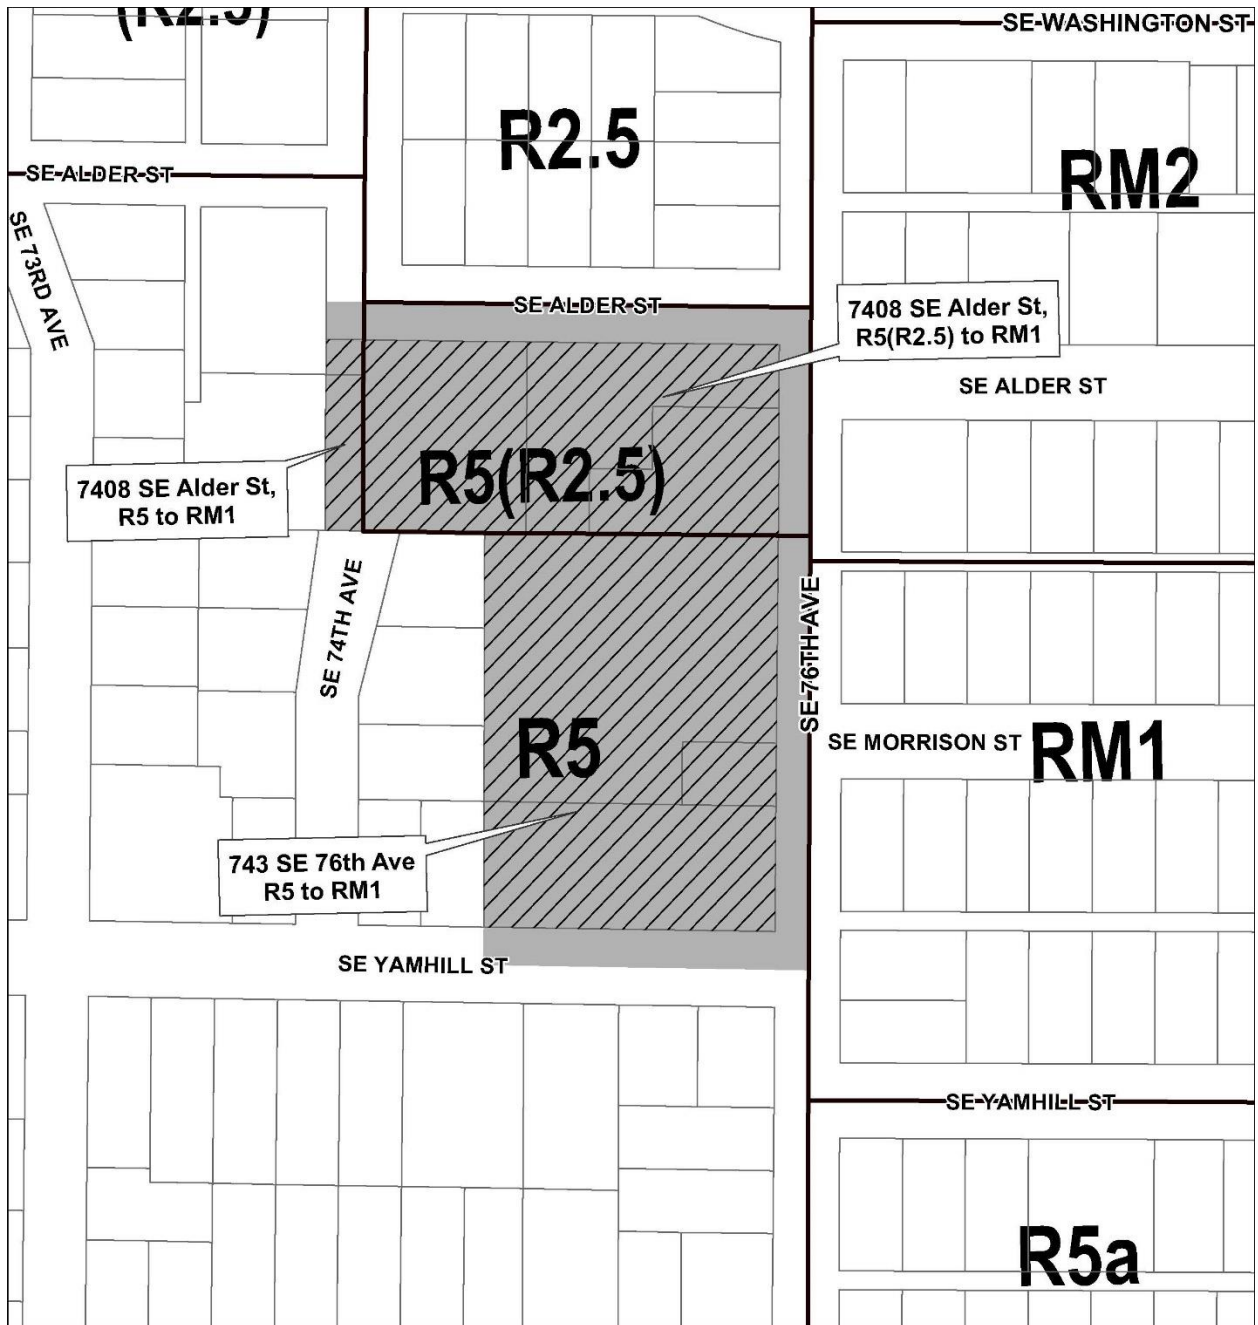 (R2.5)
SE WASHINGTON ST
R2.5
RM2
SE ALDER ST
SE 73RD AVE
SE ALDER ST
7408 SE Alder St,
R5(R2.5) to RM1
SE ALDER ST
R5(R2.5)
7408 SE Alder St,
R5 to RM1
SE 74TH AVE
SE 76TH AVE
R5
SE MORRISON ST
RM1
743 SE 76th Ave
R5 to RM1
SE YAMHILL ST
SE YAMHILL ST
R5a